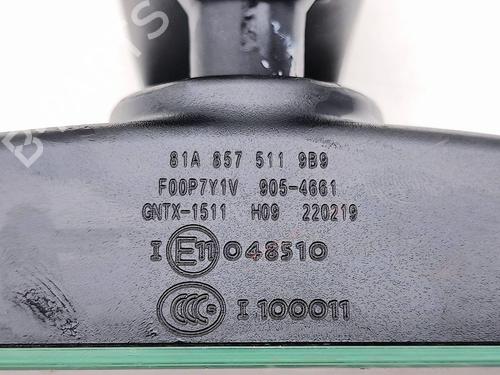 81A 857 511 9B9
F00P7Y1V 905-4661
GNTX-1511 H09 220219
I E11 048510
CCC I 100011